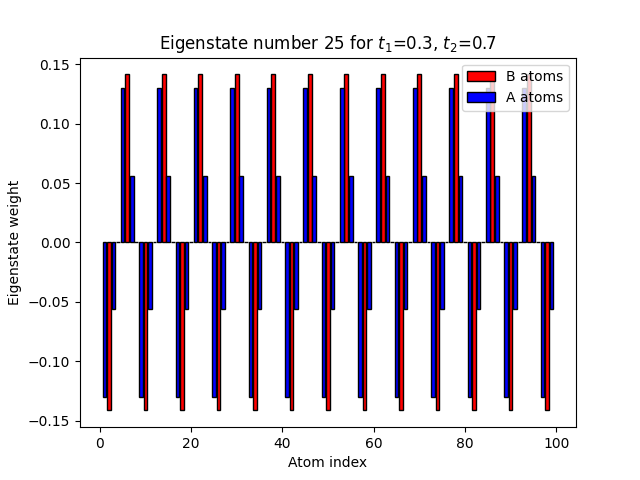 Eigenstate number 25 for t₁=0.3, t₂=0.7
B atoms
A atoms
Eigenstate weight
0.15
0.10
0.05
0.00
−0.05
−0.10
−0.15
0 20 40 60 80 100
Atom index